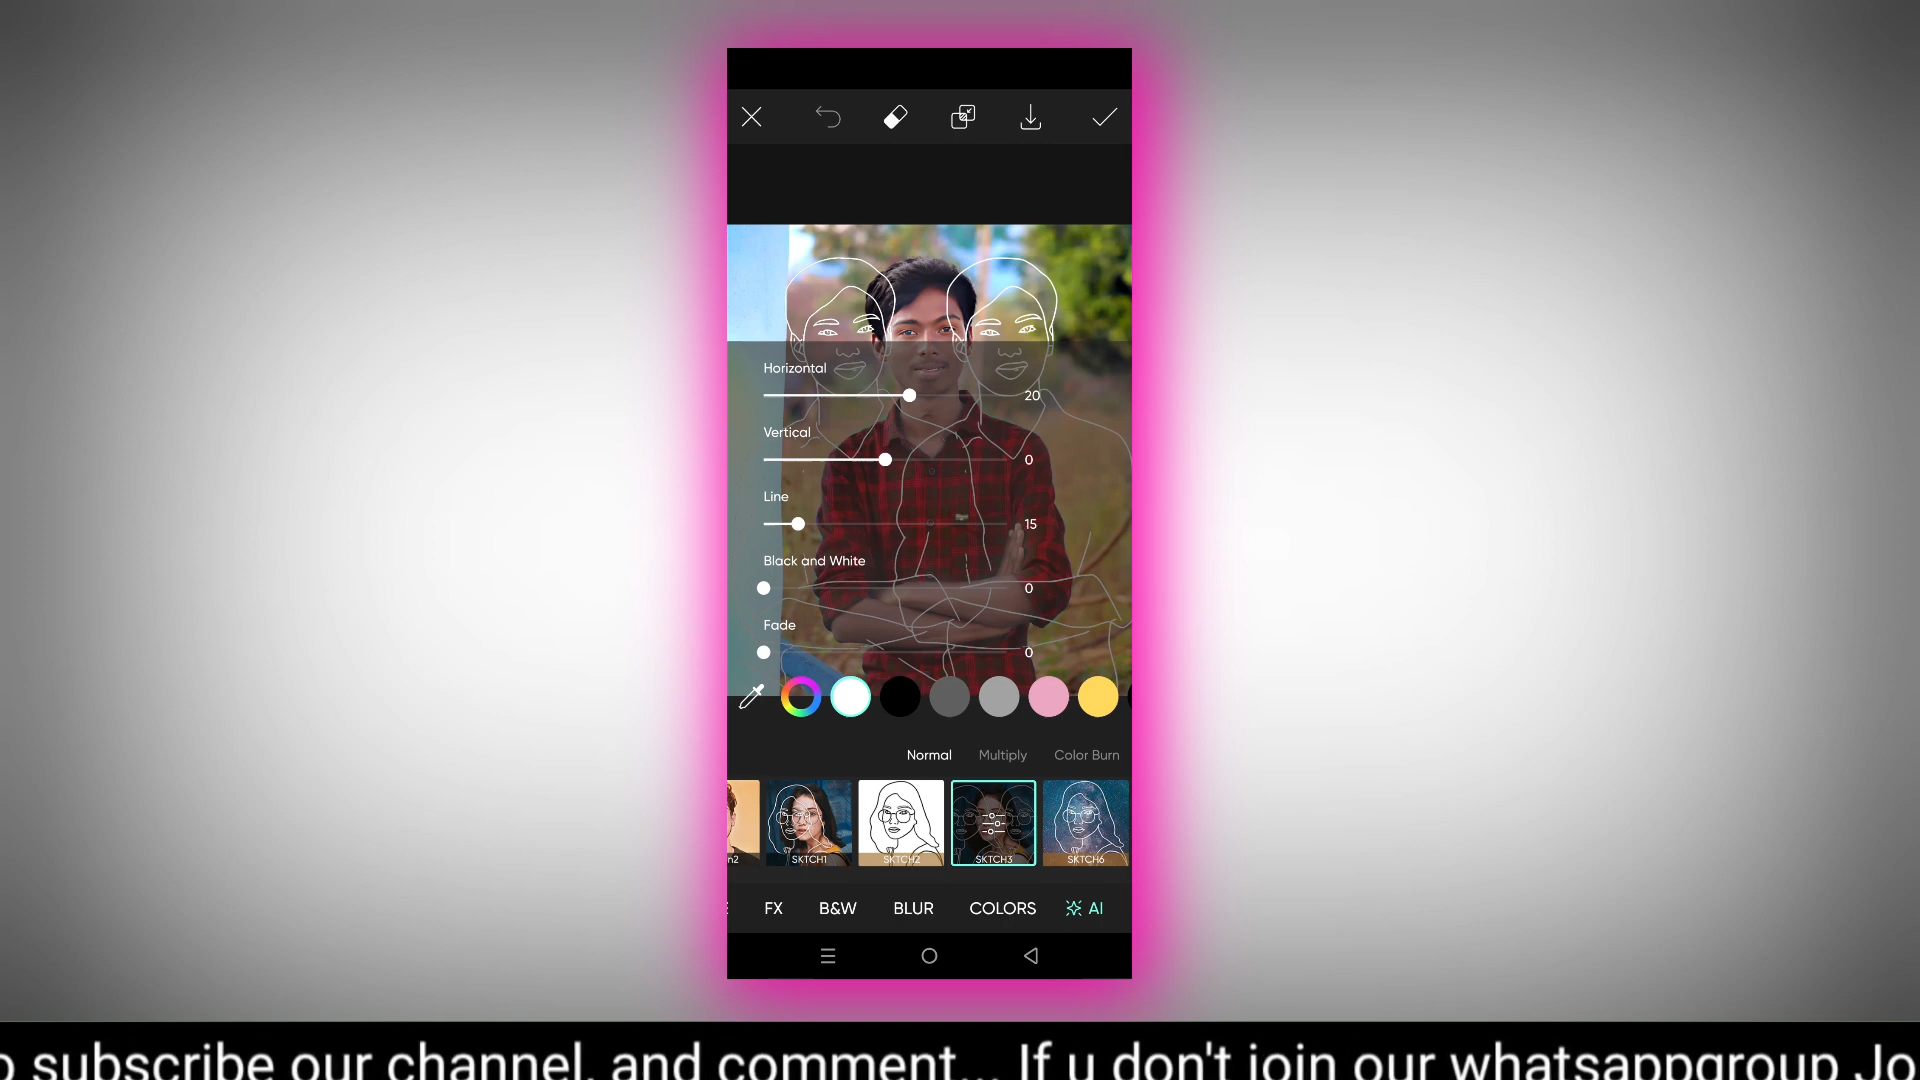 Horizontal
20
Vertical
0
Line
15
Black and White
0
Fade
0
Normal Multiply Color Burn
n2 SKTCH1 SKTCH2 SKTCH3 SKTCH6
FX B&W BLUR COLORS AI
o subscribe our channel, and comment... If u don't join our whatsappgroup Jo